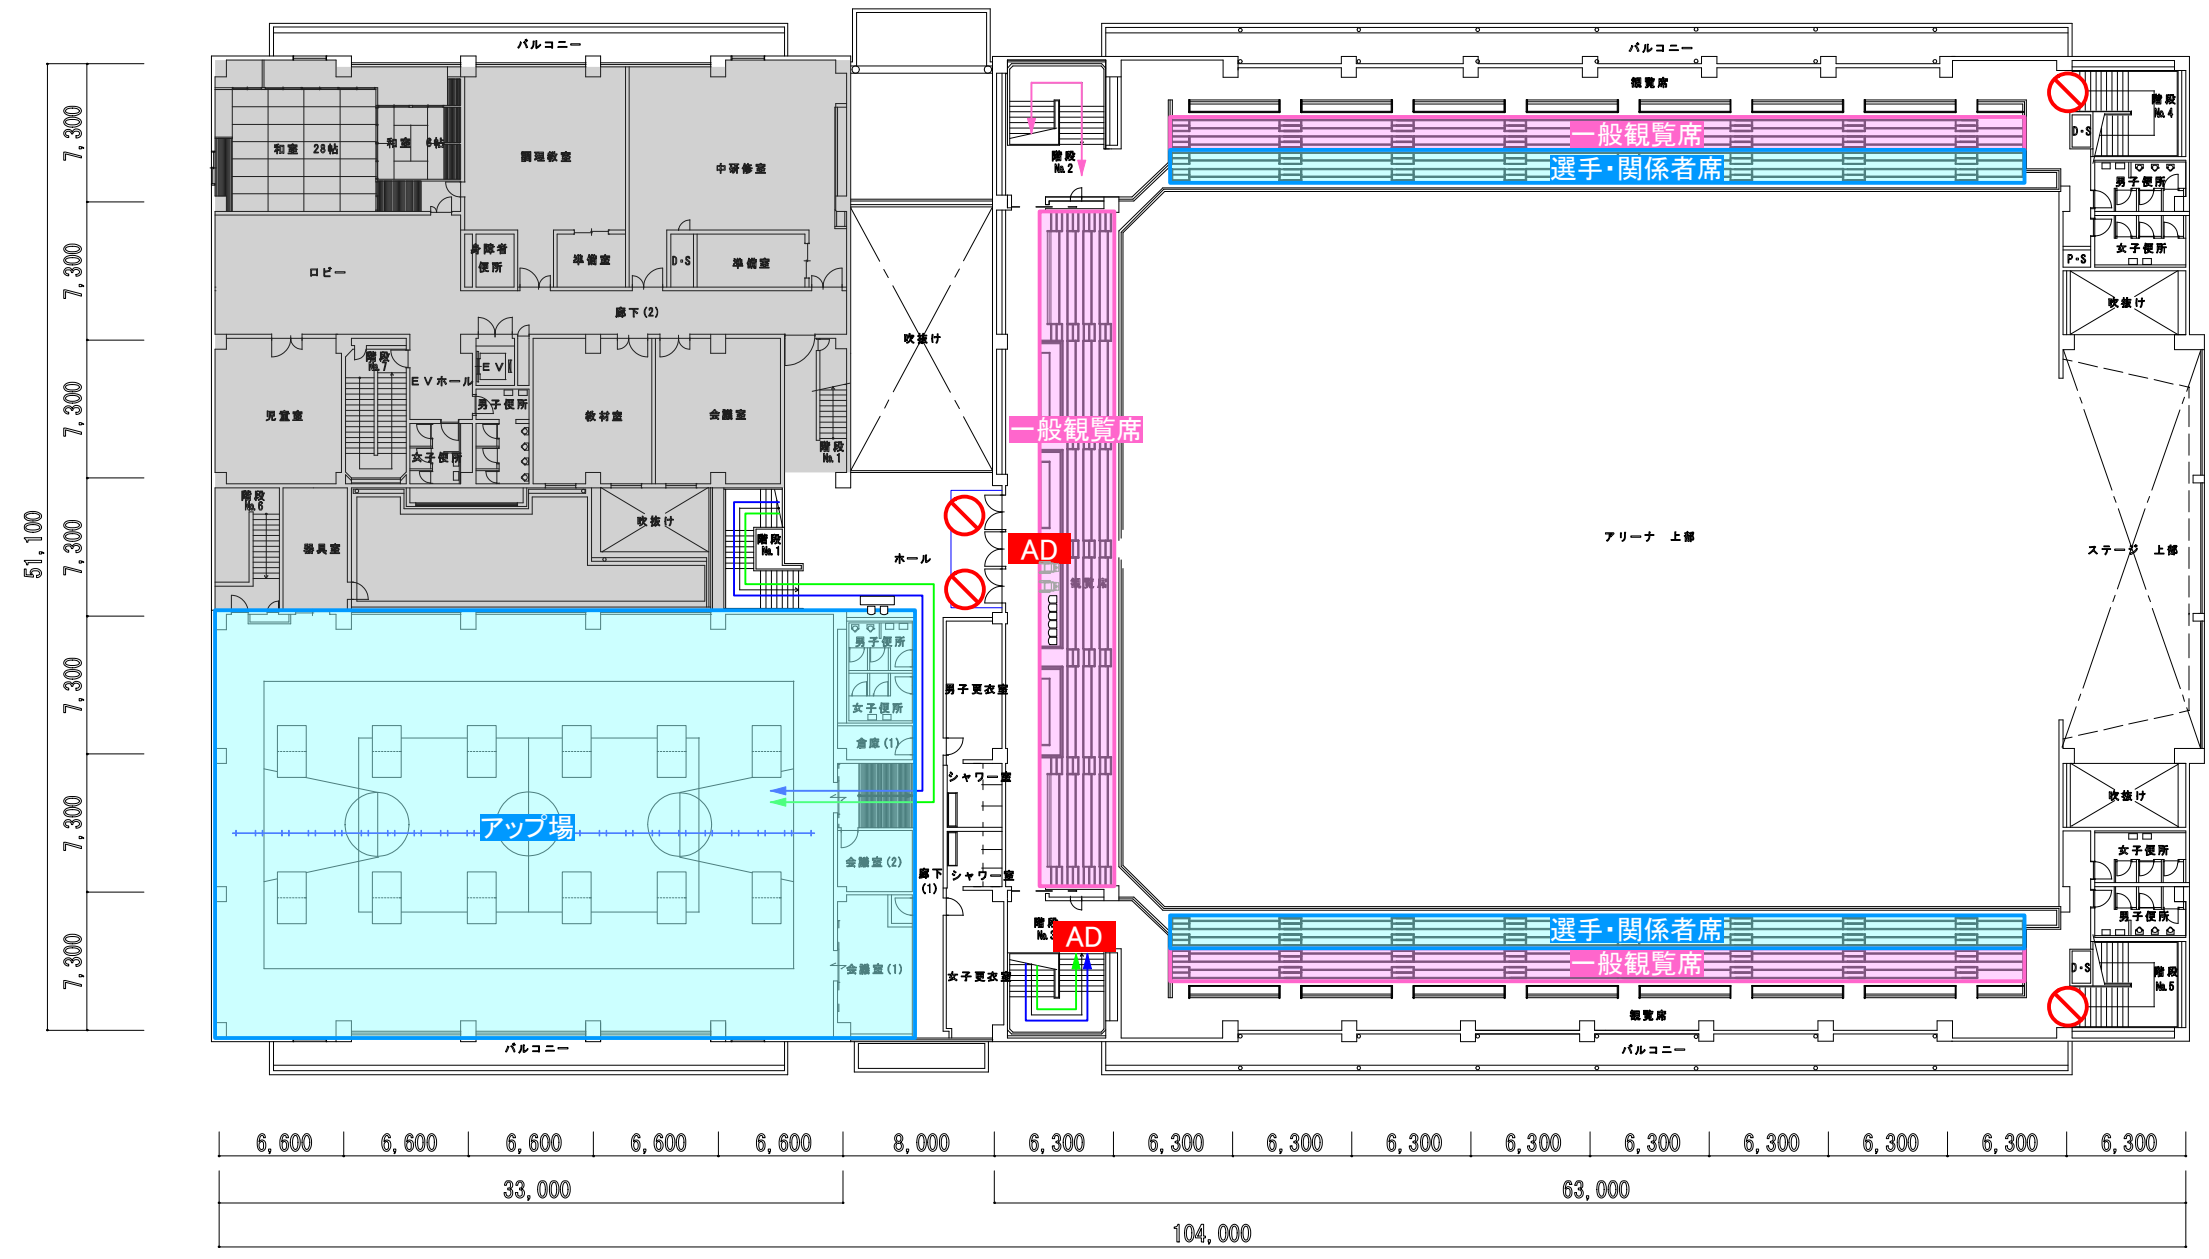 バルコニー
バルコニー
観覧席
階段
No.4
和室 28帖
和室 6帖
調理教室
中研修室
階段
No.2
一般観覧席
選手・関係者席
D・S
男子便所
女子便所
P・S
ロビー
身障者
便所
準備室
D・S
準備室
廊下(2)
吹抜け
吹抜け
階段
No.7
EVホール
EV
児童室
男子便所
女子便所
教材室
会議室
階段
No.1
一般観覧席
階段
No.6
器具室
吹抜け
階段
No.1
ホール
AD
観覧席
アリーナ 上部
ステージ 上部
男子便所
女子便所
倉庫(1)
男子更衣室
シャワー室
アップ場
会議室(2)
シャワー室
廊下
(1)
会議室(1)
女子更衣室
吹抜け
女子便所
男子便所
階段
No.3
AD
選手・関係者席
一般観覧席
D・S
階段
No.5
観覧席
バルコニー
バルコニー
7,300
7,300
7,300
7,300
7,300
7,300
7,300
51,100
6,600
6,600
6,600
6,600
6,600
8,000
6,300
6,300
6,300
6,300
6,300
6,300
6,300
6,300
6,300
6,300
33,000
63,000
104,000